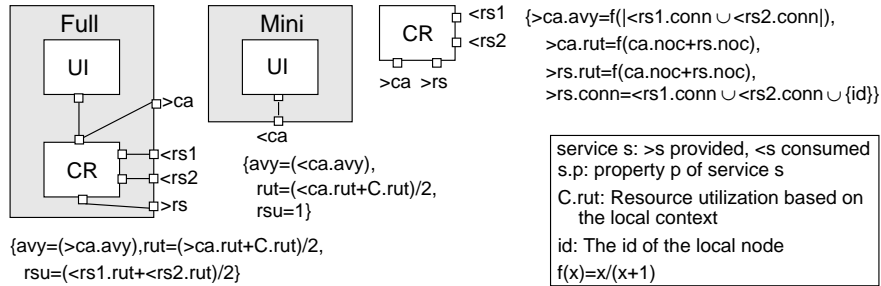 Full
UI
>ca
CR
<rs1
<rs2
>rs
{avy=(>ca.avy),rut=(>ca.rut+C.rut)/2,
rsu=(<rs1.rut+<rs2.rut)/2}
Mini
UI
<ca
{avy=(<ca.avy),
rut=(<ca.rut+C.rut)/2,
rsu=1}
CR
<rs1
<rs2
>ca >rs
{>ca.avy=f(|<rs1.conn ∪ <rs2.conn|),
>ca.rut=f(ca.noc+rs.noc),
>rs.rut=f(ca.noc+rs.noc),
>rs.conn=<rs1.conn ∪ <rs2.conn ∪ {id}}
service s: >s provided, <s consumed
s.p: property p of service s
C.rut: Resource utilization based on
the local context
id: The id of the local node
f(x)=x/(x+1)